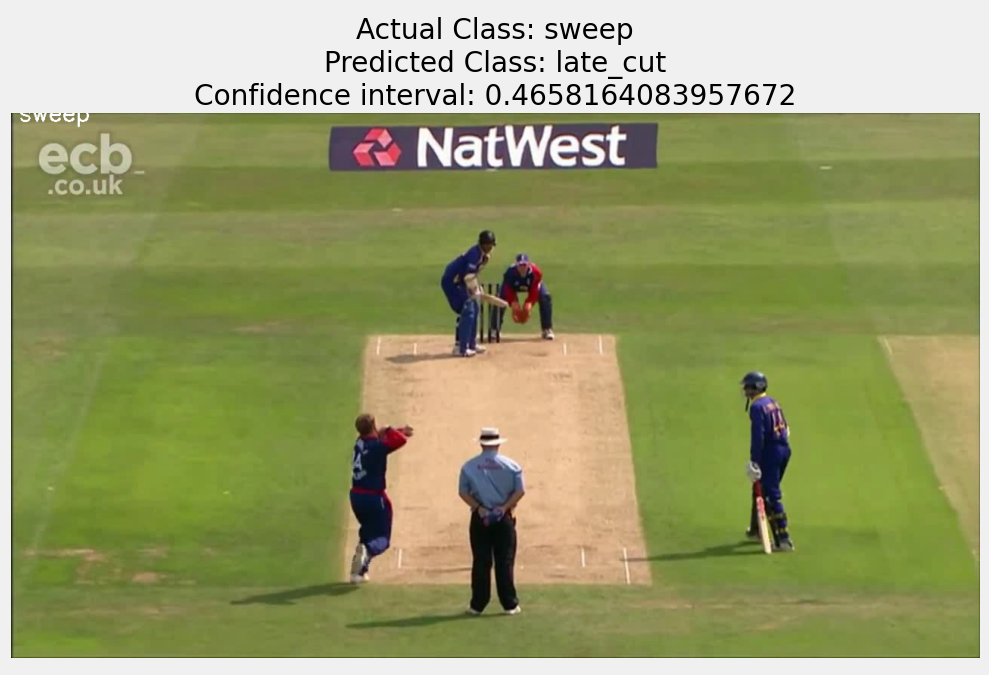 Actual Class: sweep
Predicted Class: late_cut
Confidence interval: 0.4658164083957672
sweep
ecb
.co.uk
NatWest